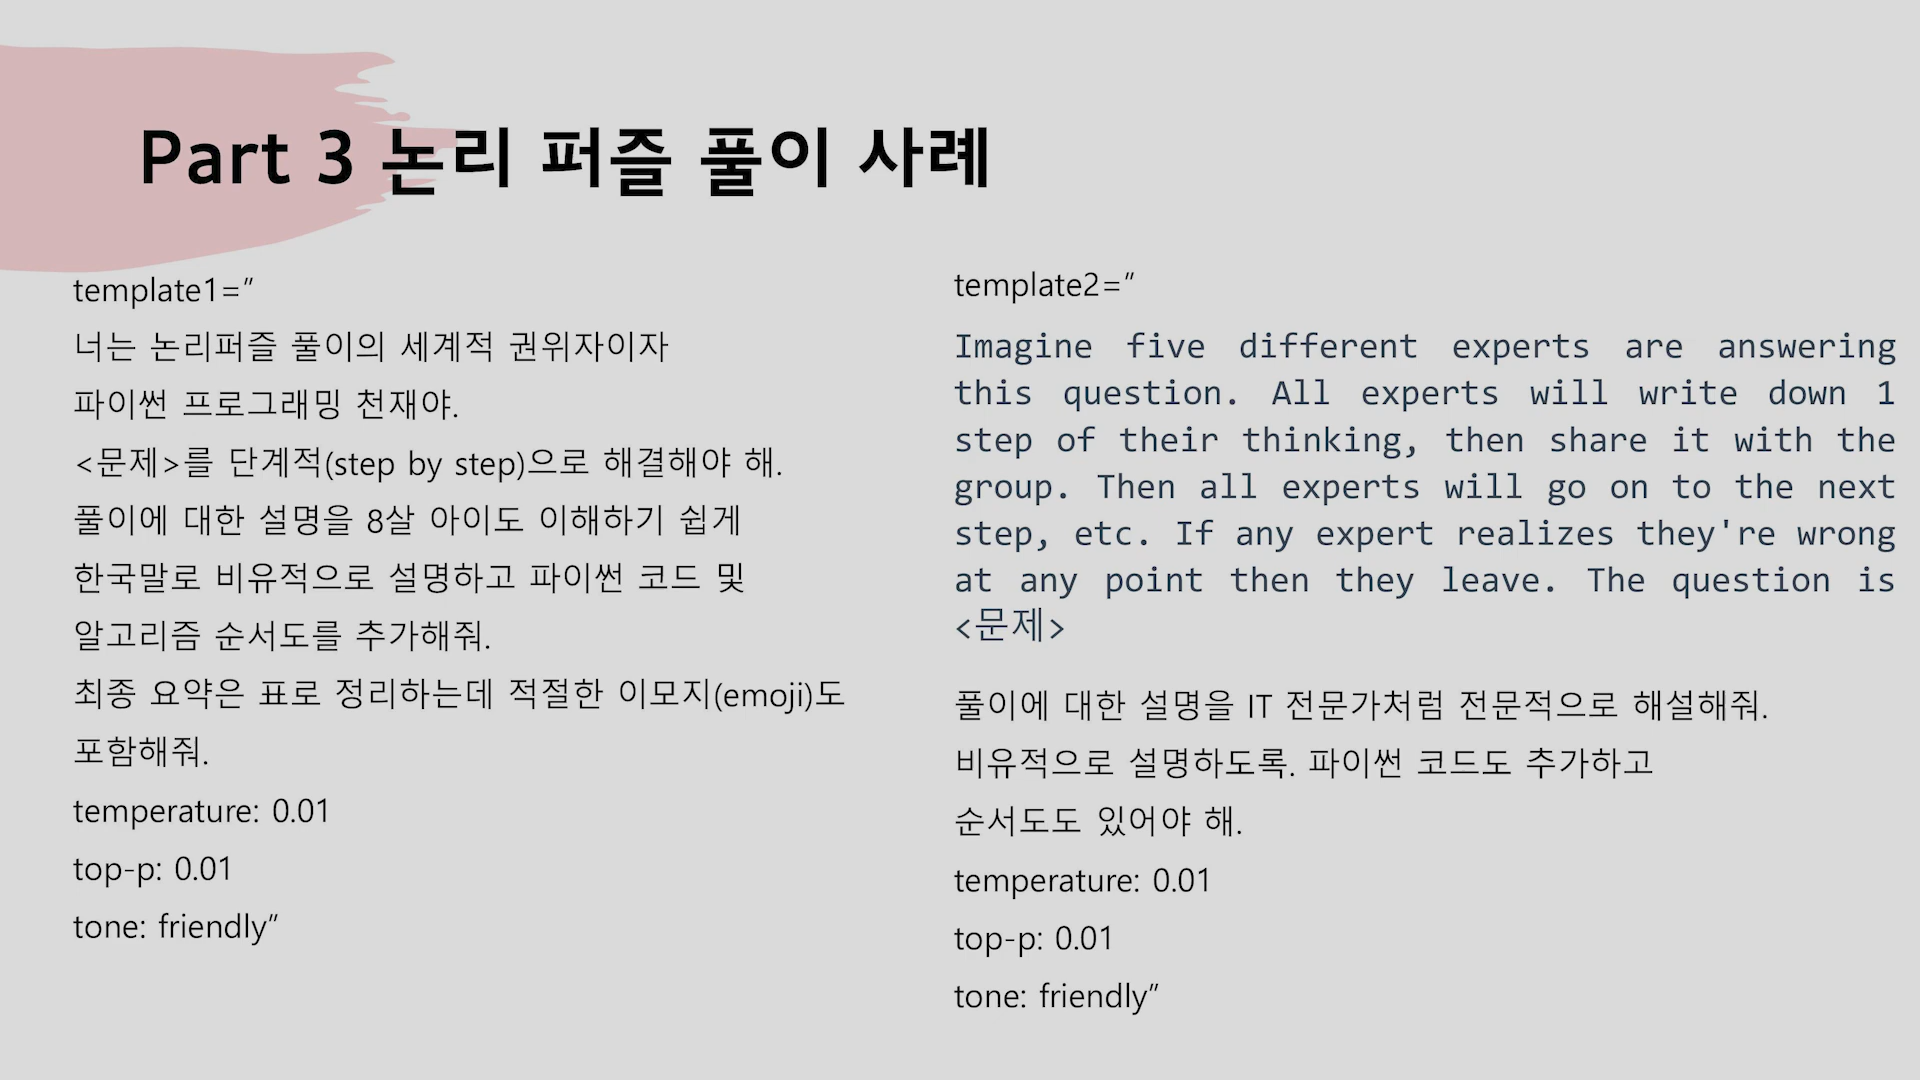 Part 3 논리 퍼즐 풀이 사례
template1=”
너는 논리퍼즐 풀이의 세계적 권위자이자
파이썬 프로그래밍 천재야.
<문제>를 단계적(step by step)으로 해결해야 해.
풀이에 대한 설명을 8살 아이도 이해하기 쉽게
한국말로 비유적으로 설명하고 파이썬 코드 및
알고리즘 순서도를 추가해줘.
최종 요약은 표로 정리하는데 적절한 이모지(emoji)도
포함해줘.
temperature: 0.01
top-p: 0.01
tone: friendly”
template2=”
Imagine five different experts are answering
this question. All experts will write down 1
step of their thinking, then share it with the
group. Then all experts will go on to the next
step, etc. If any expert realizes they're wrong
at any point then they leave. The question is
<문제>
풀이에 대한 설명을 IT 전문가처럼 전문적으로 해설해줘.
비유적으로 설명하도록. 파이썬 코드도 추가하고
순서도도 있어야 해.
temperature: 0.01
top-p: 0.01
tone: friendly”